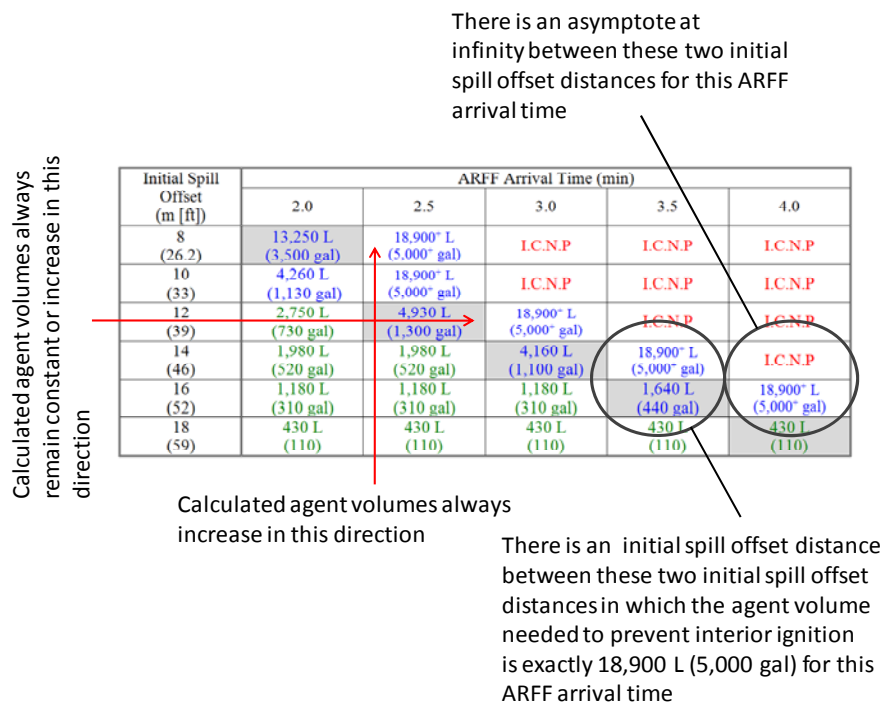 There is an asymptote at
infinity between these two initial
spill offset distances for this ARFF
arrival time
Calculated agent volumes always
remain constant or increase in this
direction
Initial Spill Offset (m [ft]) ARFF Arrival Time (min)
2.0 2.5 3.0 3.5 4.0
8 13,250 L 18,900⁺ L I.C.N.P I.C.N.P I.C.N.P
(26.2) (3,500 gal) (5,000⁺ gal)
10 4,260 L 18,900⁺ L I.C.N.P I.C.N.P I.C.N.P
(33) (1,130 gal) (5,000⁺ gal)
12 2,750 L 4,930 L 18,900⁺ L I.C.N.P I.C.N.P
(39) (730 gal) (1,300 gal) (5,000⁺ gal)
14 1,980 L 1,980 L 4,160 L 18,900⁺ L I.C.N.P
(46) (520 gal) (520 gal) (1,100 gal) (5,000⁺ gal)
16 1,180 L 1,180 L 1,180 L 1,640 L 18,900⁺ L
(52) (310 gal) (310 gal) (310 gal) (440 gal) (5,000⁺ gal)
18 430 L 430 L 430 L 430 L 430 L
(59) (110) (110) (110) (110) (110)
Calculated agent volumes always
increase in this direction
There is an initial spill offset distance
between these two initial spill offset
distances in which the agent volume
needed to prevent interior ignition
is exactly 18,900 L (5,000 gal) for this
ARFF arrival time